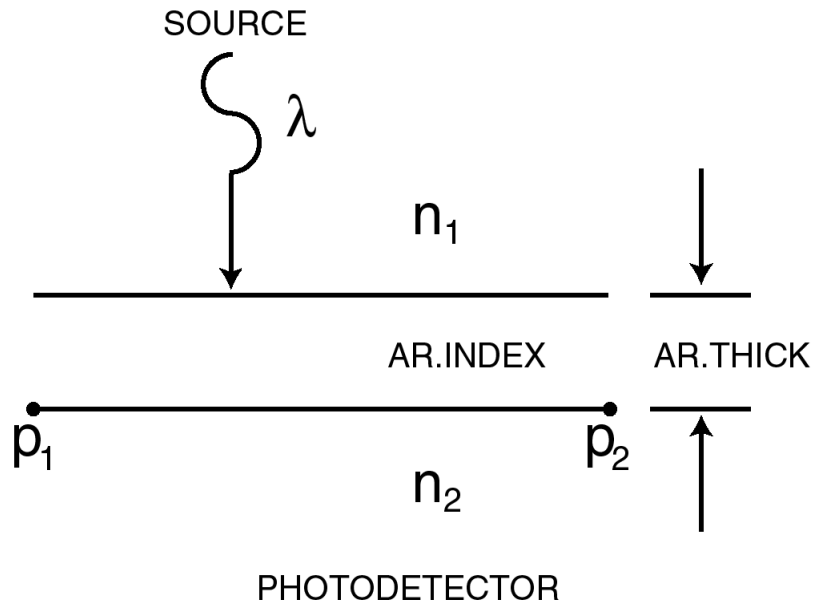 SOURCE
λ
n1
AR.INDEX AR.THICK
p1 p2
n2
PHOTODETECTOR